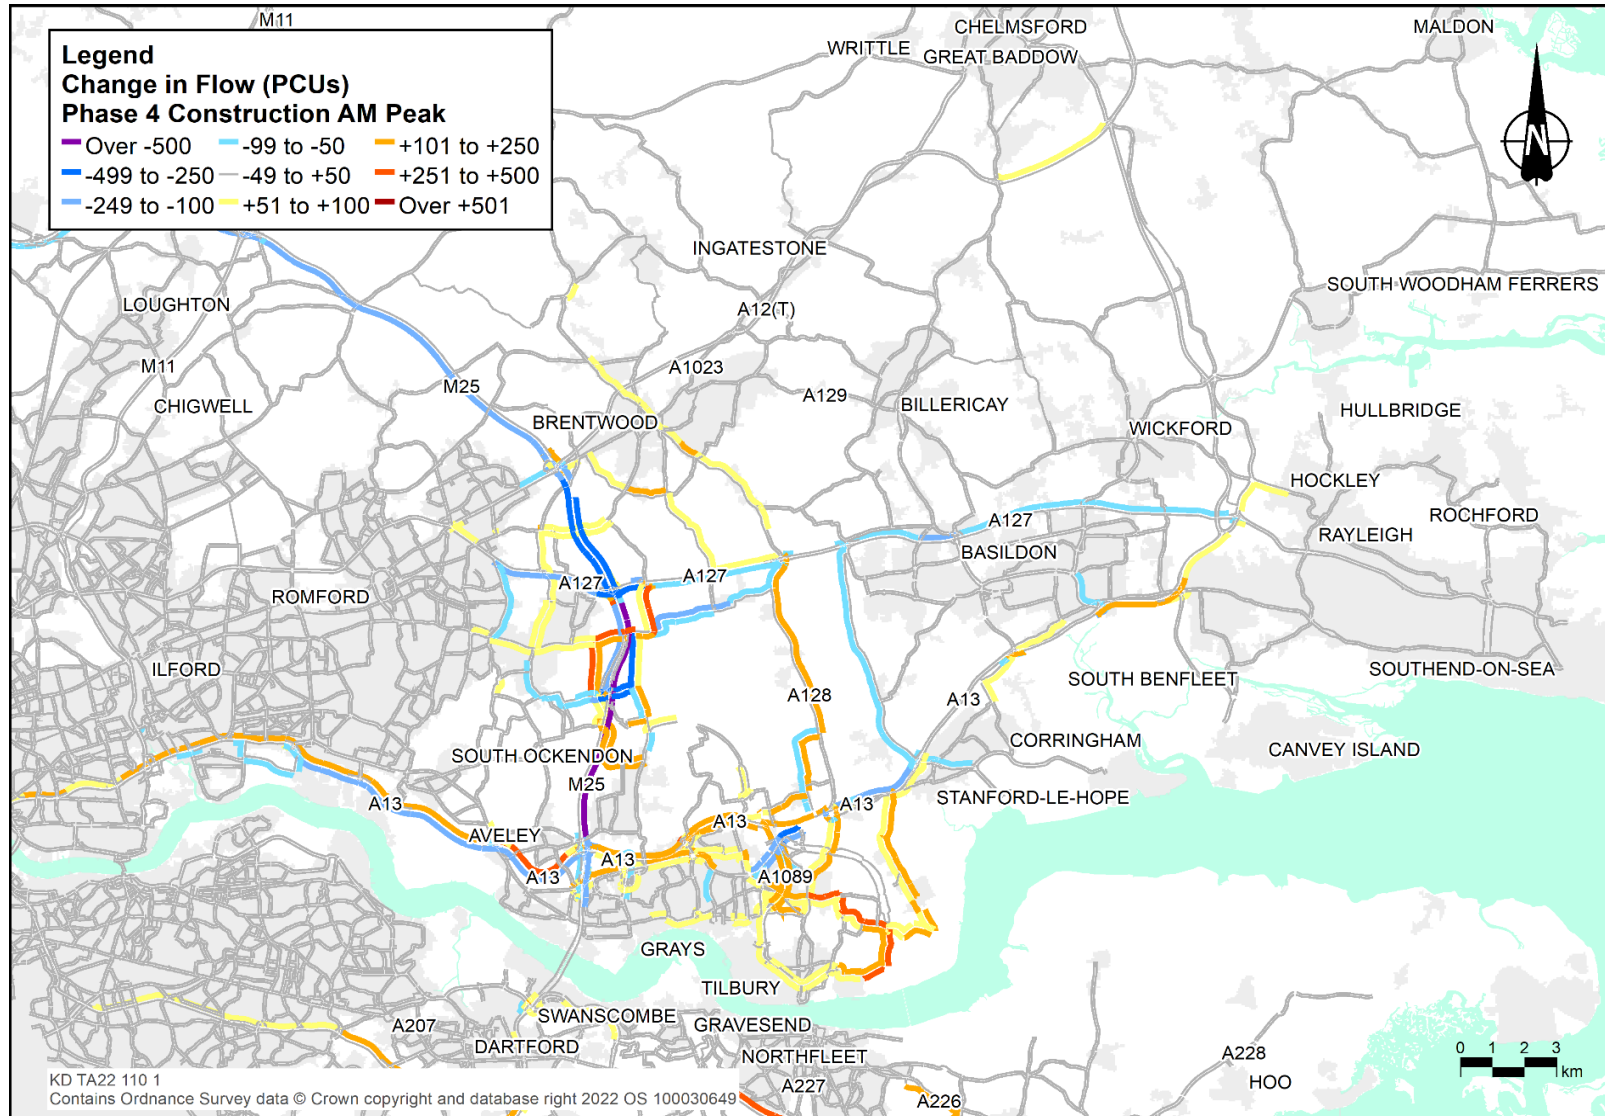 M11
CHELMSFORD
MALDON
WRITTLE
GREAT BADDOW
Legend
Change in Flow (PCUs)
Phase 4 Construction AM Peak
Over -500
-99 to -50
+101 to +250
-499 to -250
-49 to +50
+251 to +500
-249 to -100
+51 to +100
Over +501
N
INGATESTONE
SOUTH WOODHAM FERRERS
LOUGHTON
A12(T)
M11
A1023
M25
A129
CHIGWELL
BILLERICAY
HULLBRIDGE
BRENTWOOD
WICKFORD
HOCKLEY
A127
ROCHFORD
RAYLEIGH
BASILDON
A127
A127
ROMFORD
ILFORD
SOUTHEND-ON-SEA
SOUTH BENFLEET
A128
A13
CORRINGHAM
CANVEY ISLAND
SOUTH OCKENDON
M25
STANFORD-LE-HOPE
A13
A13
A13
AVELEY
A13
A13
A1089
GRAYS
TILBURY
SWANSCOMBE
GRAVESEND
A207
DARTFORD
NORTHFLEET
A228
A227
HOO
A226
0 1 2 3
km
KD TA22 110 1
Contains Ordnance Survey data © Crown copyright and database right 2022 OS 100030649